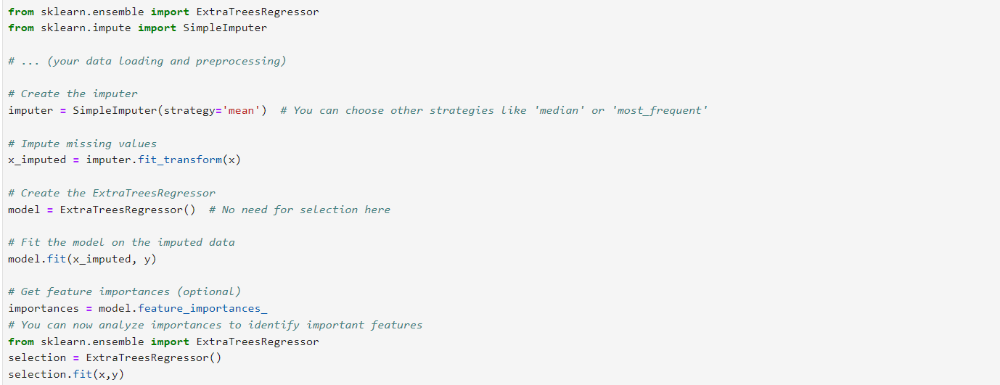 from sklearn.ensemble import ExtraTreesRegressor
from sklearn.impute import SimpleImputer
# ... (your data loading and preprocessing)
# Create the imputer
imputer = SimpleImputer(strategy='mean')  # You can choose other strategies like 'median' or 'most_frequent'
# Impute missing values
x_imputed = imputer.fit_transform(x)
# Create the ExtraTreesRegressor
model = ExtraTreesRegressor()  # No need for selection here
# Fit the model on the imputed data
model.fit(x_imputed, y)
# Get feature importances (optional)
importances = model.feature_importances_
# You can now analyze importances to identify important features
from sklearn.ensemble import ExtraTreesRegressor
selection = ExtraTreesRegressor()
selection.fit(x,y)